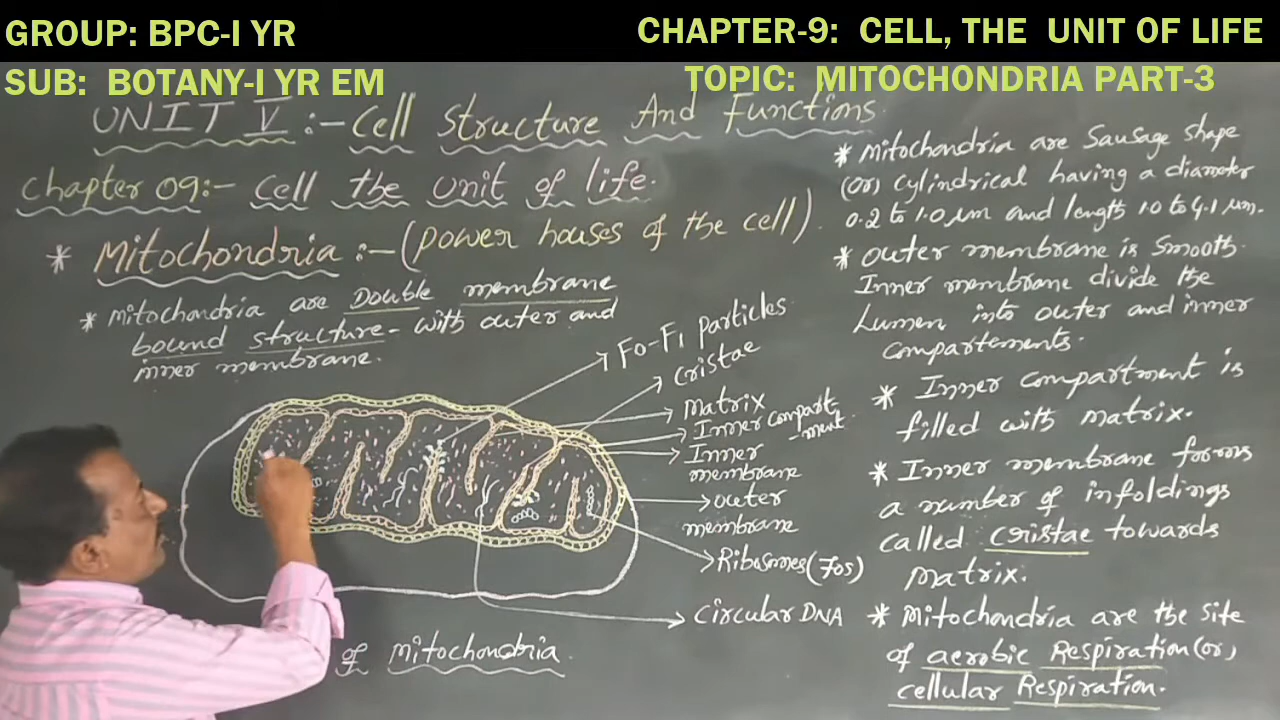 GROUP: BPC-I YR
CHAPTER-9: CELL, THE UNIT OF LIFE
SUB: BOTANY-I YR EM
TOPIC: MITOCHONDRIA PART-3
UNIT V :- Cell Structure And Functions
Chapter 09:- Cell the Unit of life.
* Mitochondria :- (power houses of the cell).
* Mitochondria are Double membrane
bound structure - with outer and
inner membrane.
Fo-F1 particles
Cristae
Matrix
Inner compart-
-ment
Inner
membrane
outer
membrane
Ribosomes (70s)
Circular DNA
of Mitochondria.
* Mitochondria are Sausage shape
(or) cylindrical having a diameter
0.2 to 1.0 µm and length 1.0 to 4.1 µm.
* outer membrane is smooth.
Inner membrane divide the
Lumen into outer and inner
compartements.
* Inner compartment is
filled with matrix.
* Inner membrane forms
a number of infoldings
called cristae towards
matrix.
* Mitochondria are the site
of aerobic Respiration (or)
cellular Respiration.